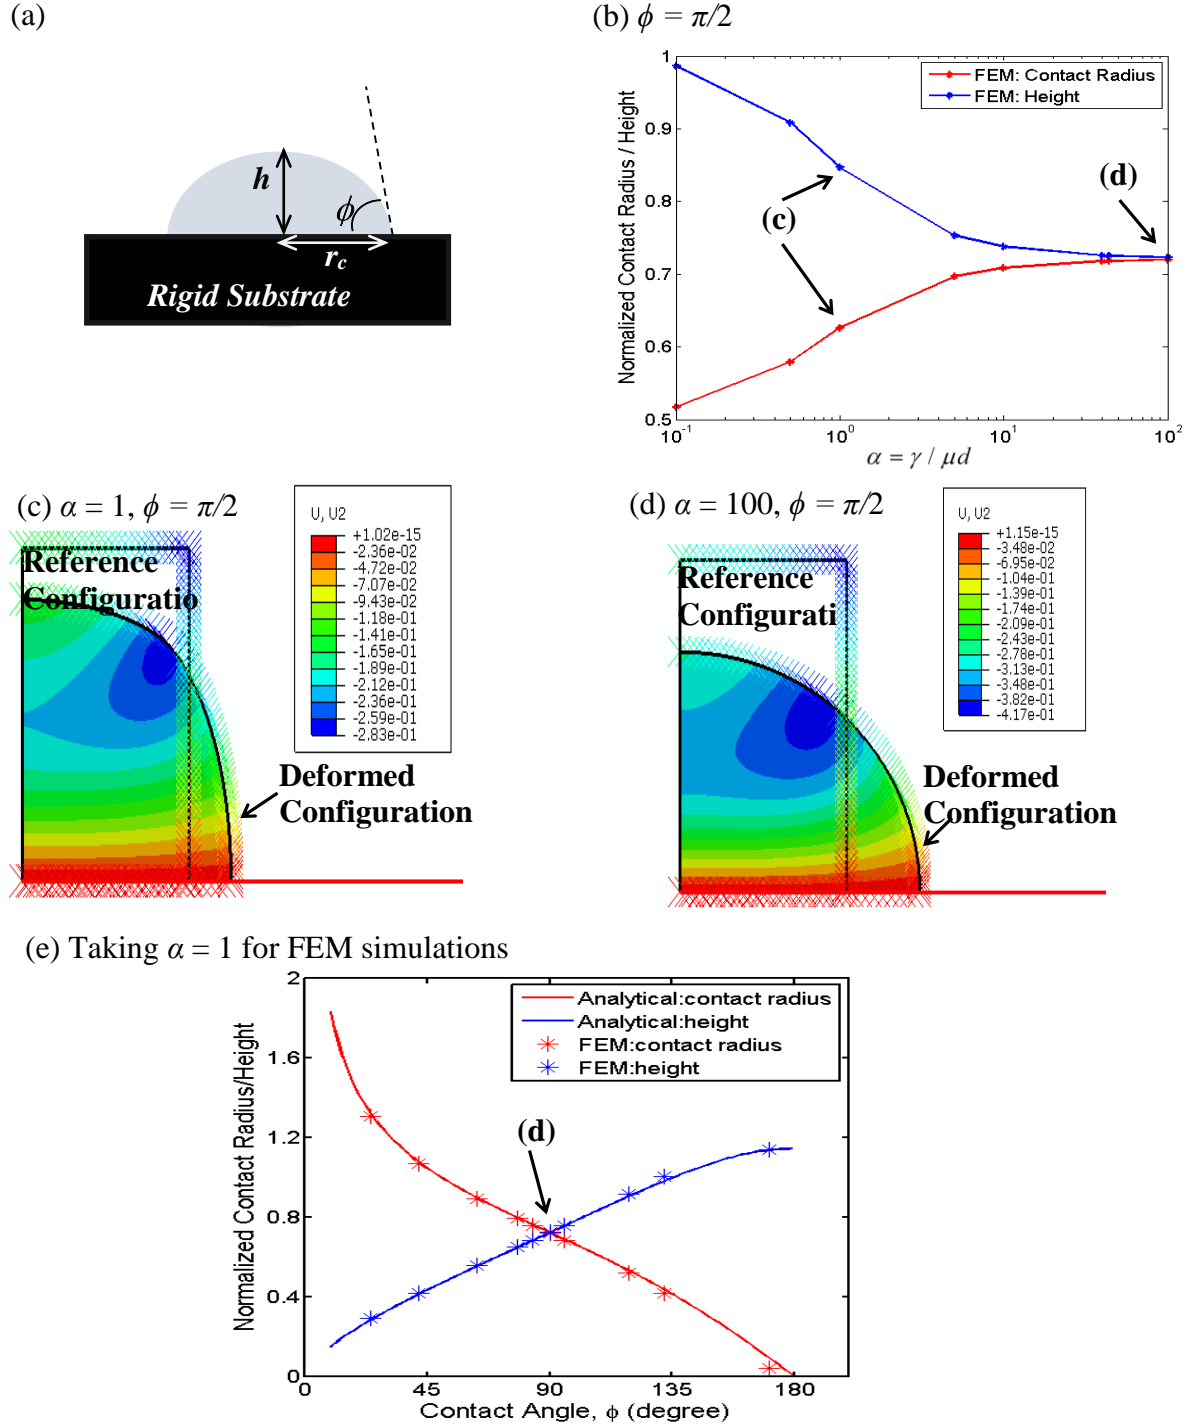 (a)
h
ϕ
r_c
Rigid Substrate
(b) ϕ = π/2
Normalized Contact Radius / Height
1
0.9
0.8
0.7
0.6
0.5
FEM: Contact Radius
FEM: Height
(c)
(d)
10^-1
10^0
10^1
10^2
α = γ / μd
(c) α = 1, ϕ = π/2
Reference
Configuratio
U, U2
+1.02e-15
-2.36e-02
-4.72e-02
-7.07e-02
-9.43e-02
-1.18e-01
-1.41e-01
-1.65e-01
-1.89e-01
-2.12e-01
-2.36e-01
-2.59e-01
-2.83e-01
Deformed
Configuration
(d) α = 100, ϕ = π/2
Reference
Configurati
U, U2
+1.15e-15
-3.48e-02
-6.95e-02
-1.04e-01
-1.39e-01
-1.74e-01
-2.09e-01
-2.43e-01
-2.78e-01
-3.13e-01
-3.48e-01
-3.82e-01
-4.17e-01
Deformed
Configuration
(e) Taking α = 1 for FEM simulations
Normalized Contact Radius/Height
2
1.6
1.2
0.8
0.4
0
Analytical:contact radius
Analytical:height
FEM:contact radius
FEM:height
(d)
0
45
90
135
180
Contact Angle, ϕ (degree)